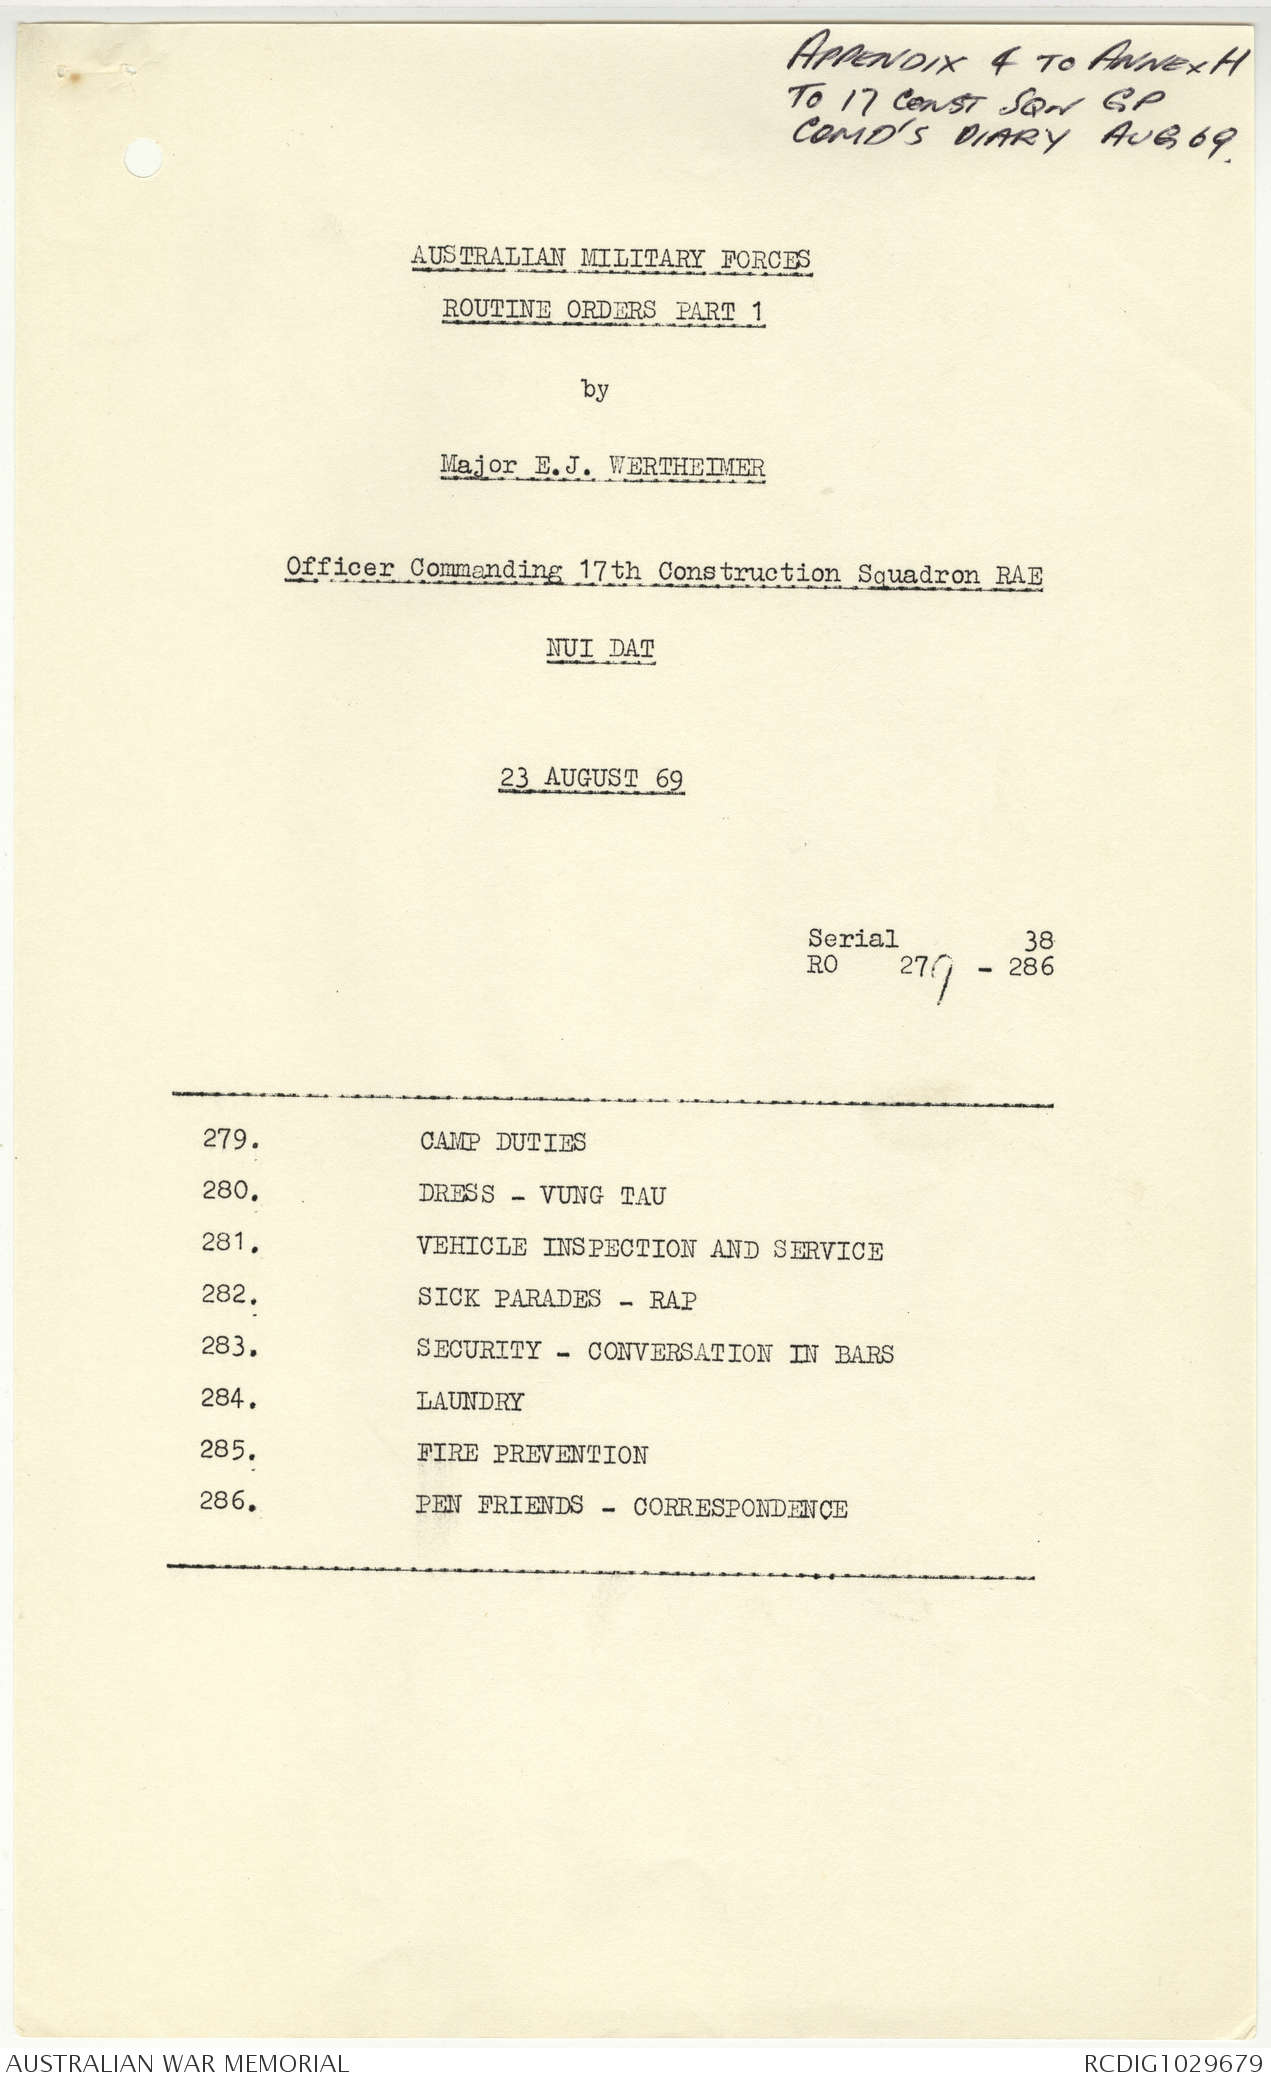 APPENDIX 4 TO ANNEX H
TO 17 CONST SQN GP
COMD'S DIARY AUG 69.
AUSTRALIAN MILITARY FORCES
ROUTINE ORDERS PART 1
by
Major E.J. WERTHEIMER
Officer Commanding 17th Construction Squadron RAE
NUI DAT
23 AUGUST 69
Serial 38
RO 279 - 286
279. CAMP DUTIES
280. DRESS - VUNG TAU
281. VEHICLE INSPECTION AND SERVICE
282. SICK PARADES - RAP
283. SECURITY - CONVERSATION IN BARS
284. LAUNDRY
285. FIRE PREVENTION
286. PEN FRIENDS - CORRESPONDENCE
AUSTRALIAN WAR MEMORIAL RCDIG1029679